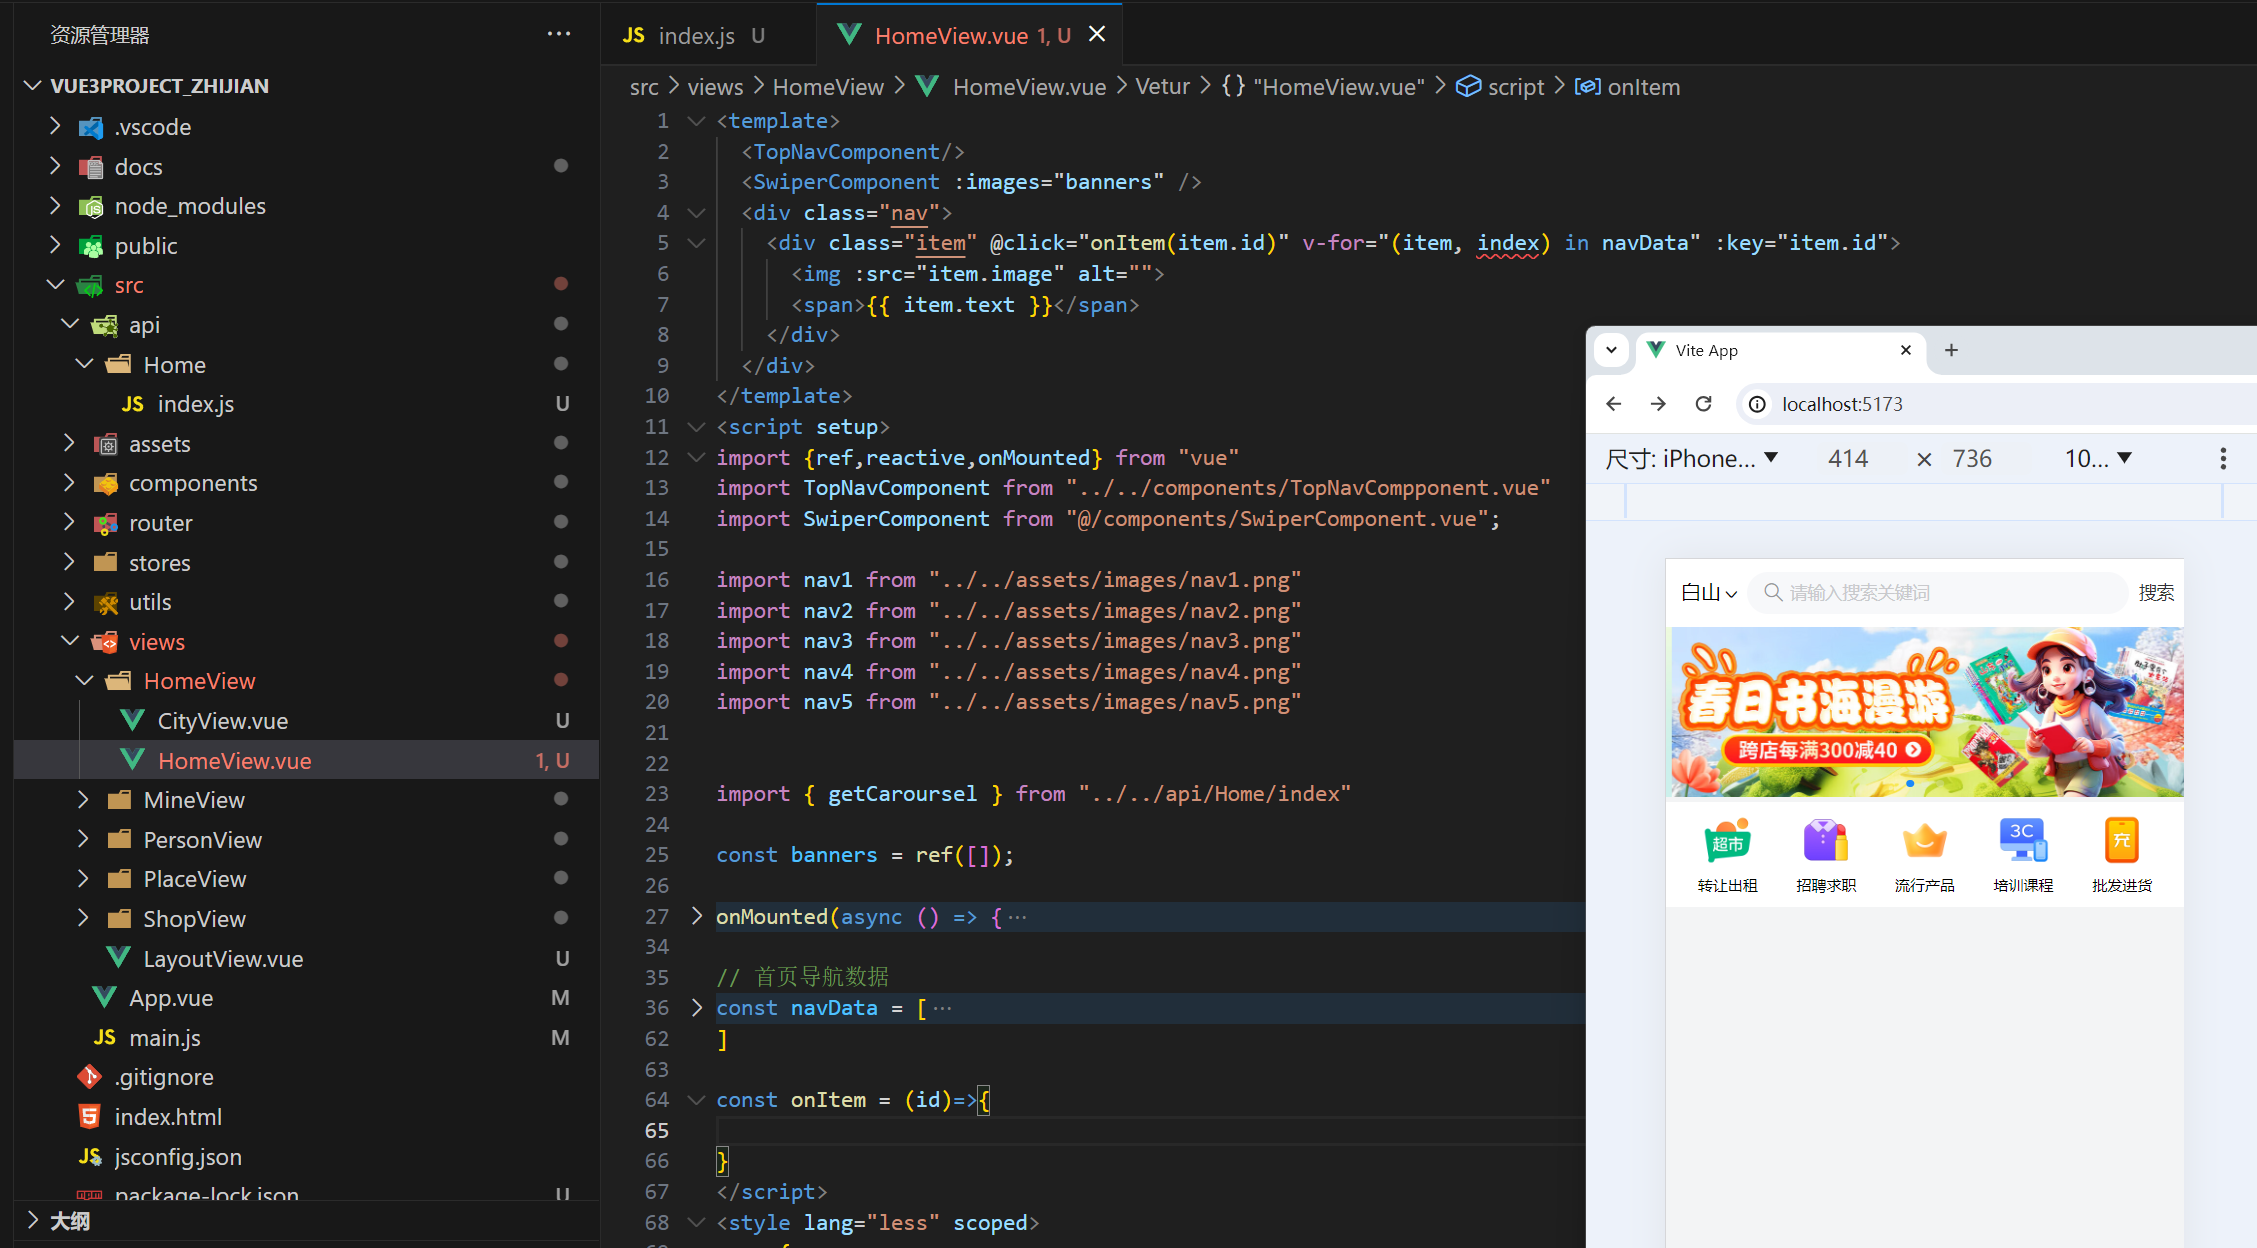 资源管理器 ···
VUE3PROJECT_ZHIJIAN
.vscode
docs
node_modules
public
src
api
Home
JS index.js U
assets
components
router
stores
utils
views
HomeView
CityView.vue U
HomeView.vue 1, U
MineView
PersonView
PlaceView
ShopView
LayoutView.vue U
App.vue M
JS main.js M
.gitignore
index.html
JS jsconfig.json
package-lock.json U
大纲
JS index.js U
HomeView.vue 1, U
src > views > HomeView > HomeView.vue > Vetur > {} "HomeView.vue" > script > onItem
1 <template>
2 <TopNavComponent/>
3 <SwiperComponent :images="banners" />
4 <div class="nav">
5 <div class="item" @click="onItem(item.id)" v-for="(item, index) in navData" :key="item.id">
6 <img :src="item.image" alt="">
7 <span>{{ item.text }}</span>
8 </div>
9 </div>
10 </template>
11 <script setup>
12 import {ref,reactive,onMounted} from "vue"
13 import TopNavComponent from "../../components/TopNavCompponent.vue"
14 import SwiperComponent from "@/components/SwiperComponent.vue";
15
16 import nav1 from "../../assets/images/nav1.png"
17 import nav2 from "../../assets/images/nav2.png"
18 import nav3 from "../../assets/images/nav3.png"
19 import nav4 from "../../assets/images/nav4.png"
20 import nav5 from "../../assets/images/nav5.png"
21
22
23 import { getCaroursel } from "../../api/Home/index"
24
25 const banners = ref([]);
26
27 onMounted(async () => { ···
34
35 // 首页导航数据
36 const navData = [ ···
62 ]
63
64 const onItem = (id)=>{
65
66 }
67 </script>
68 <style lang="less" scoped>
Vite App
localhost:5173
尺寸: iPhone... 414 × 736 10...
白山 请输入搜索关键词 搜索
春日书海漫游
跨店每满300减40
超市 3C 充
转让出租 招聘求职 流行产品 培训课程 批发进货